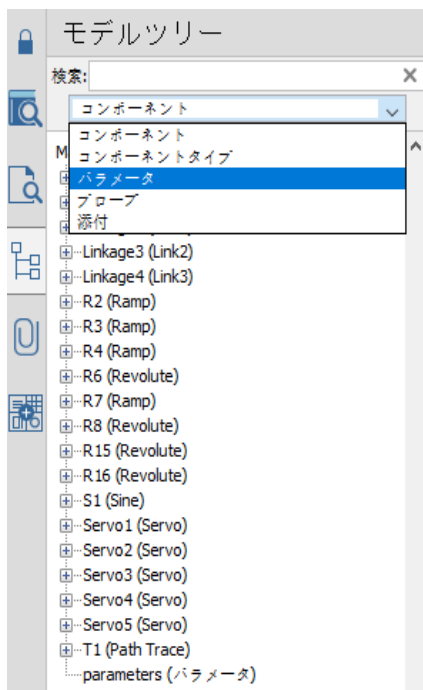 モデルツリー
検索:
コンポーネント
コンポーネント
コンポーネントタイプ
パラメータ
プローブ
添付
M
Linkage3 (Link2)
Linkage4 (Link3)
R2 (Ramp)
R3 (Ramp)
R4 (Ramp)
R6 (Revolute)
R7 (Ramp)
R8 (Revolute)
R15 (Revolute)
R16 (Revolute)
S1 (Sine)
Servo1 (Servo)
Servo2 (Servo)
Servo3 (Servo)
Servo4 (Servo)
Servo5 (Servo)
T1 (Path Trace)
parameters (パラメータ)